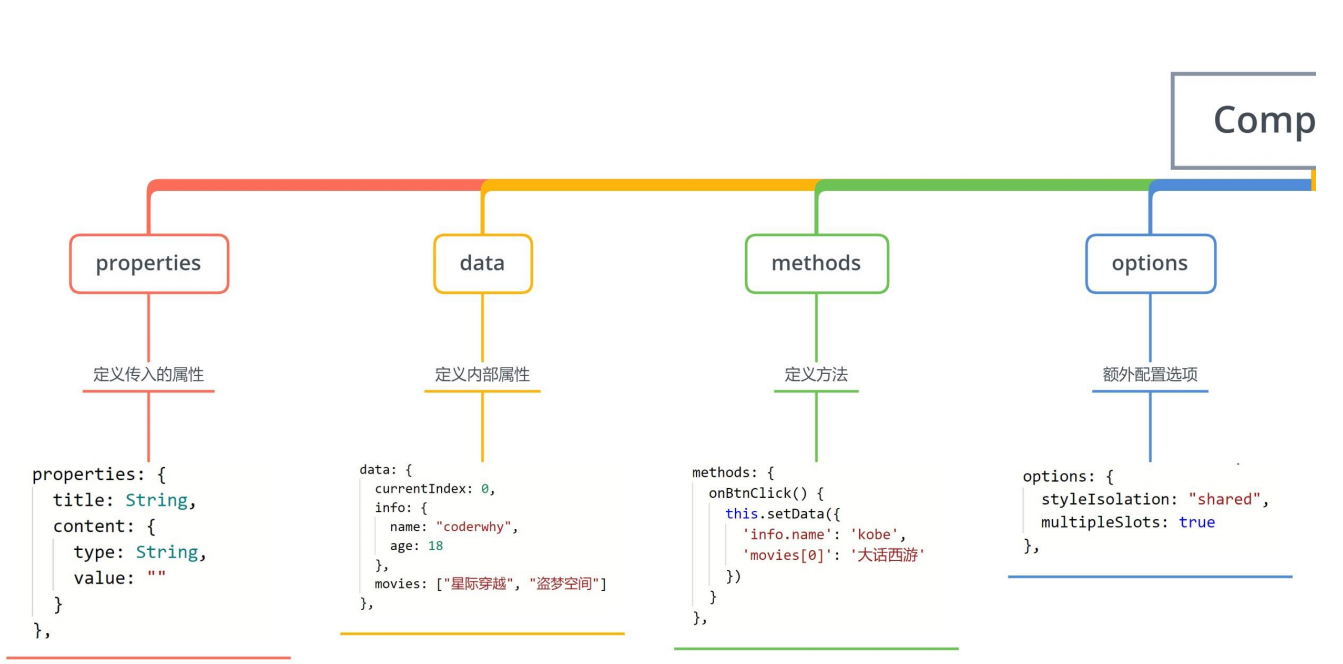 Comp
properties
data
methods
options
定义传入的属性
定义内部属性
定义方法
额外配置选项
properties: {
title: String,
content: {
type: String,
value: ""
}
},
data: {
currentIndex: 0,
info: {
name: "coderwhy",
age: 18
},
movies: ["星际穿越", "盗梦空间"]
},
methods: {
onBtnClick() {
this.setData({
'info.name': 'kobe',
'movies[0]': '大话西游'
})
}
},
options: {
styleIsolation: "shared",
multipleSlots: true
},